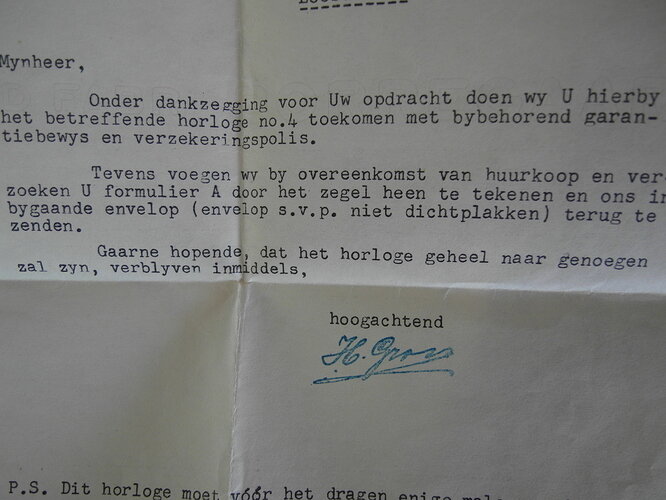 Mynheer,
Onder dankzegging voor Uw opdracht doen wy U hierby
het betreffende horloge no.4 toekomen met bybehorend garan-
tiebewys en verzekeringspolis.
Tevens voegen wy by overeenkomst van huurkoop en ver
zoeken U formulier A door het zegel heen te tekenen en ons in
bygaande envelop (envelop s.v.p. niet dichtplakken) terug te
zenden.
Gaarne hopende, dat het horloge geheel naar genoegen
zal zyn, verblyven inmiddels,
hoogachtend
P.S. Dit horloge moet vóór het dragen enige